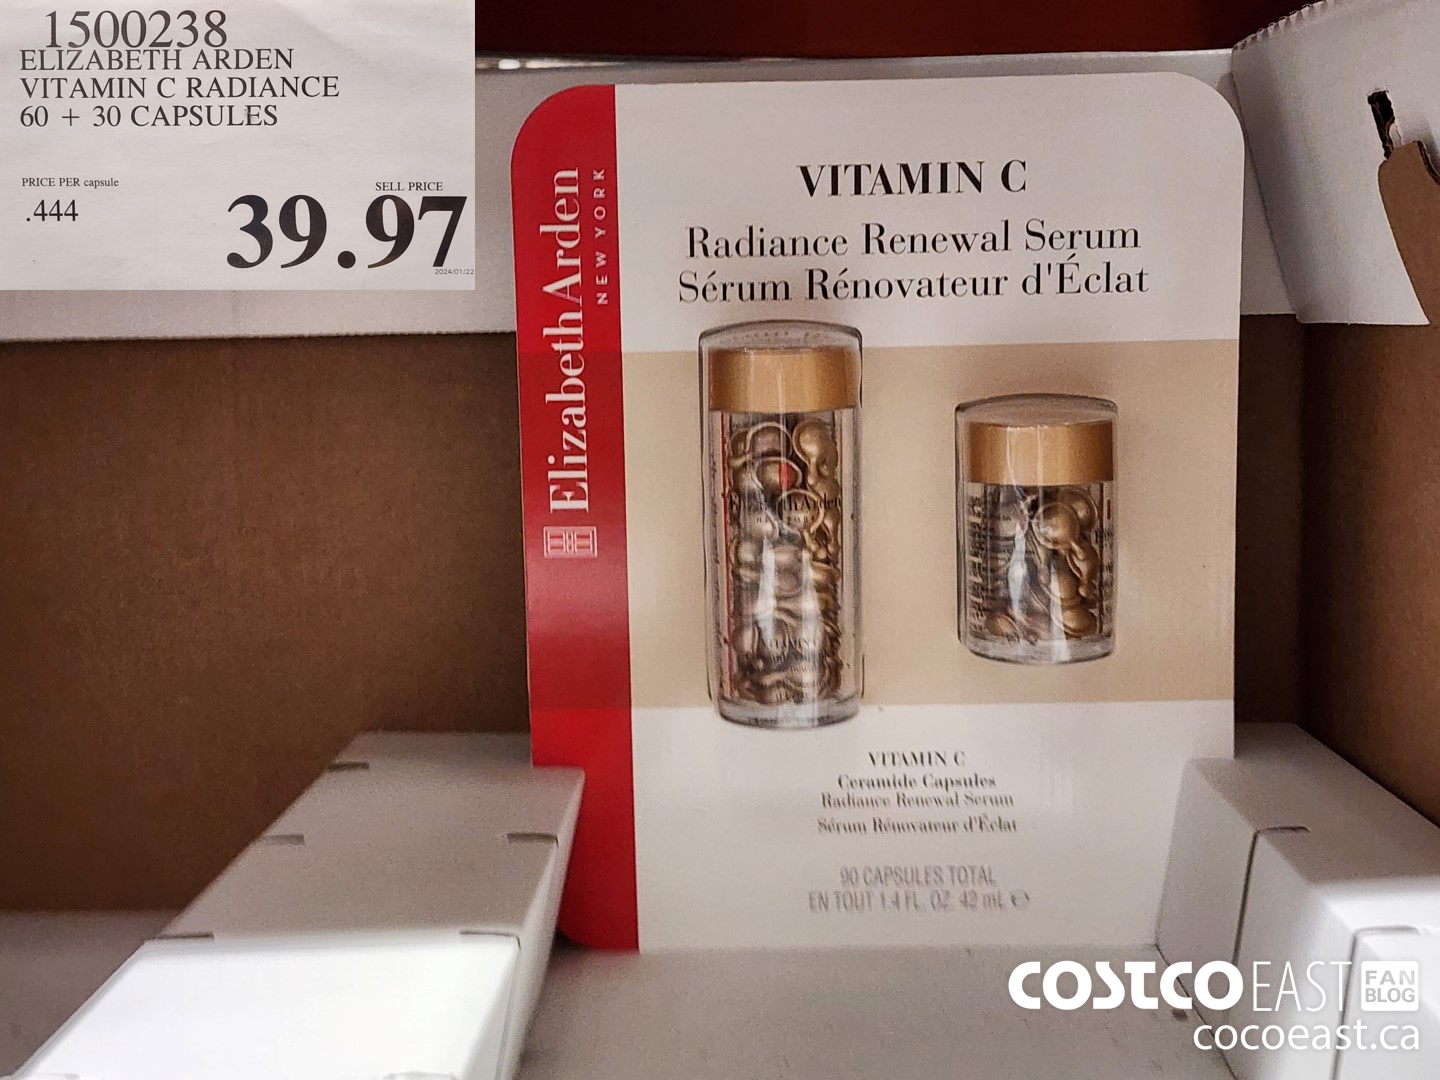 1500238
ELIZABETH ARDEN
VITAMIN C RADIANCE
60 + 30 CAPSULES
PRICE PER capsule
.444
SELL PRICE
39.97
2024/01/22
ElizabethArden
NEW YORK
VITAMIN C
Radiance Renewal Serum
Sérum Rénovateur d'Éclat
ElizabethArden
VITAMIN C
Ceramide Capsules
Radiance Renewal Serum
Sérum Rénovateur d'Éclat
90 CAPSULES TOTAL
EN TOUT 1.4 FL. OZ. 42 mL ℮
COSTCO EAST FAN BLOG
cocoeast.ca